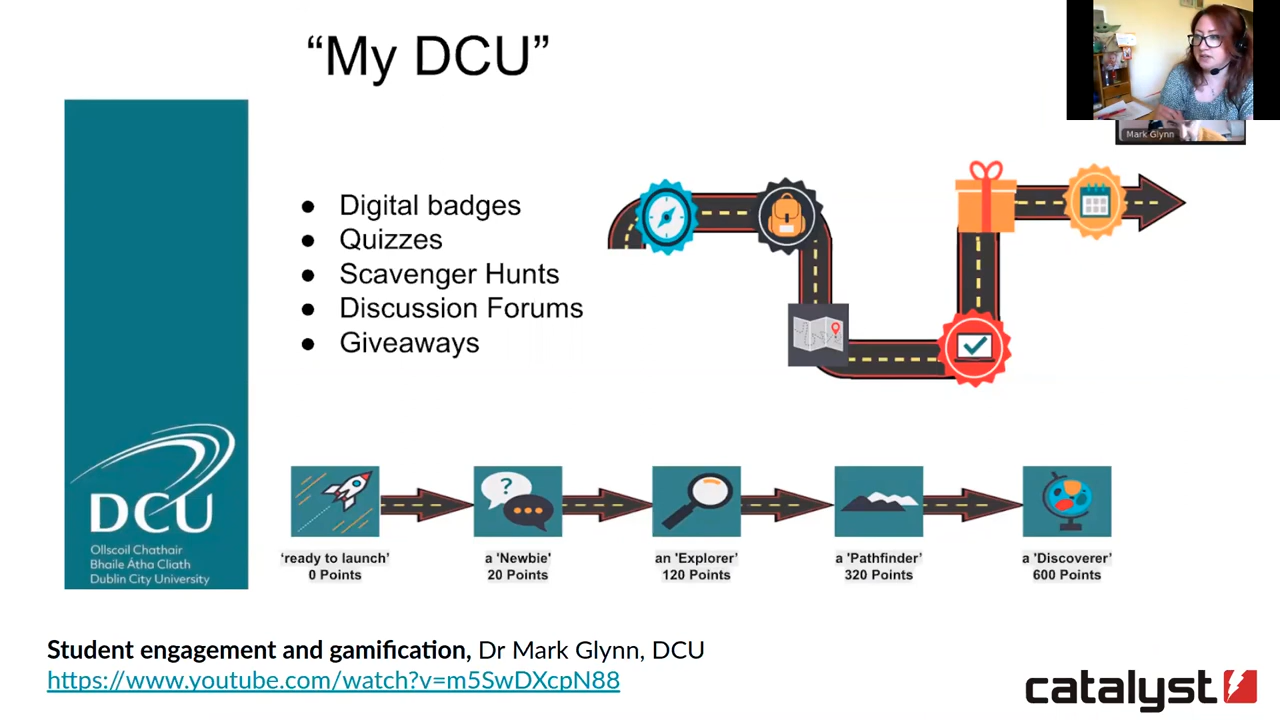 “My DCU”
Mark Glynn
● Digital badges
● Quizzes
● Scavenger Hunts
● Discussion Forums
● Giveaways
?
DCU
Ollscoil Chathair
Bhaile Átha Cliath
Dublin City University
‘ready to launch’
0 Points
a 'Newbie'
20 Points
an 'Explorer’
120 Points
a 'Pathfinder’
320 Points
a 'Discoverer’
600 Points
Student engagement and gamification, Dr Mark Glynn, DCU
https://www.youtube.com/watch?v=m5SwDXcpN88
catalyst